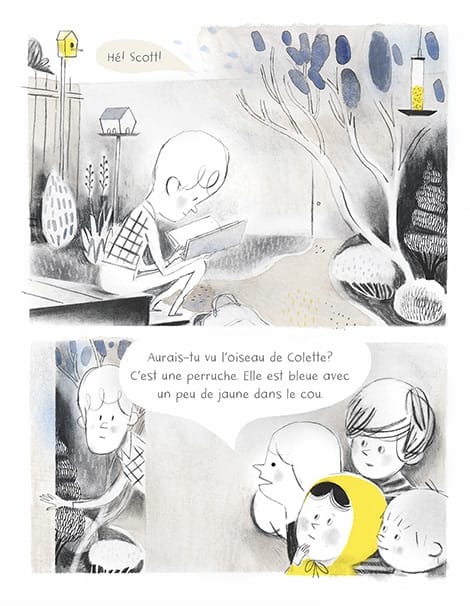 Hé! Scott!
Aurais-tu vu l'oiseau de Colette?
C'est une perruche. Elle est bleue avec
un peu de jaune dans le cou.